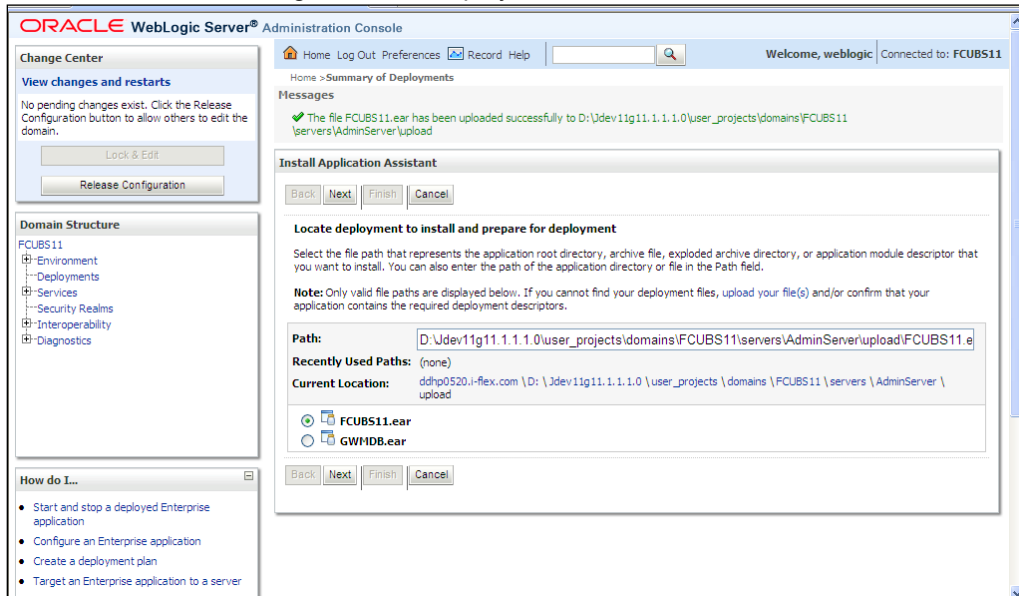 ORACLE WebLogic Server® Administration Console
Change Center
View changes and restarts
No pending changes exist. Click the Release
Configuration button to allow others to edit the
domain.
Lock & Edit
Release Configuration
Domain Structure
FCUBS11
Environment
Deployments
Services
Security Realms
Interoperability
Diagnostics
How do I...
Start and stop a deployed Enterprise
application
Configure an Enterprise application
Create a deployment plan
Target an Enterprise application to a server
Home Log Out Preferences Record Help
Welcome, weblogic Connected to: FCUBS11
Home >Summary of Deployments
Messages
The file FCUBS11.ear has been uploaded successfully to D:\Jdev11g11.1.1.1.0\user_projects\domains\FCUBS11
\servers\AdminServer\upload
Install Application Assistant
Back Next Finish Cancel
Locate deployment to install and prepare for deployment
Select the file path that represents the application root directory, archive file, exploded archive directory, or application module descriptor that
you want to install. You can also enter the path of the application directory or file in the Path field.
Note: Only valid file paths are displayed below. If you cannot find your deployment files, upload your file(s) and/or confirm that your
application contains the required deployment descriptors.
Path: D:\Jdev11g11.1.1.1.0\user_projects\domains\FCUBS11\servers\AdminServer\upload\FCUBS11.e
Recently Used Paths: (none)
Current Location: ddhp0520.i-flex.com \ D: \ Jdev11g11.1.1.1.0 \ user_projects \ domains \ FCUBS11 \ servers \ AdminServer \
upload
FCUBS11.ear
GWMDB.ear
Back Next Finish Cancel